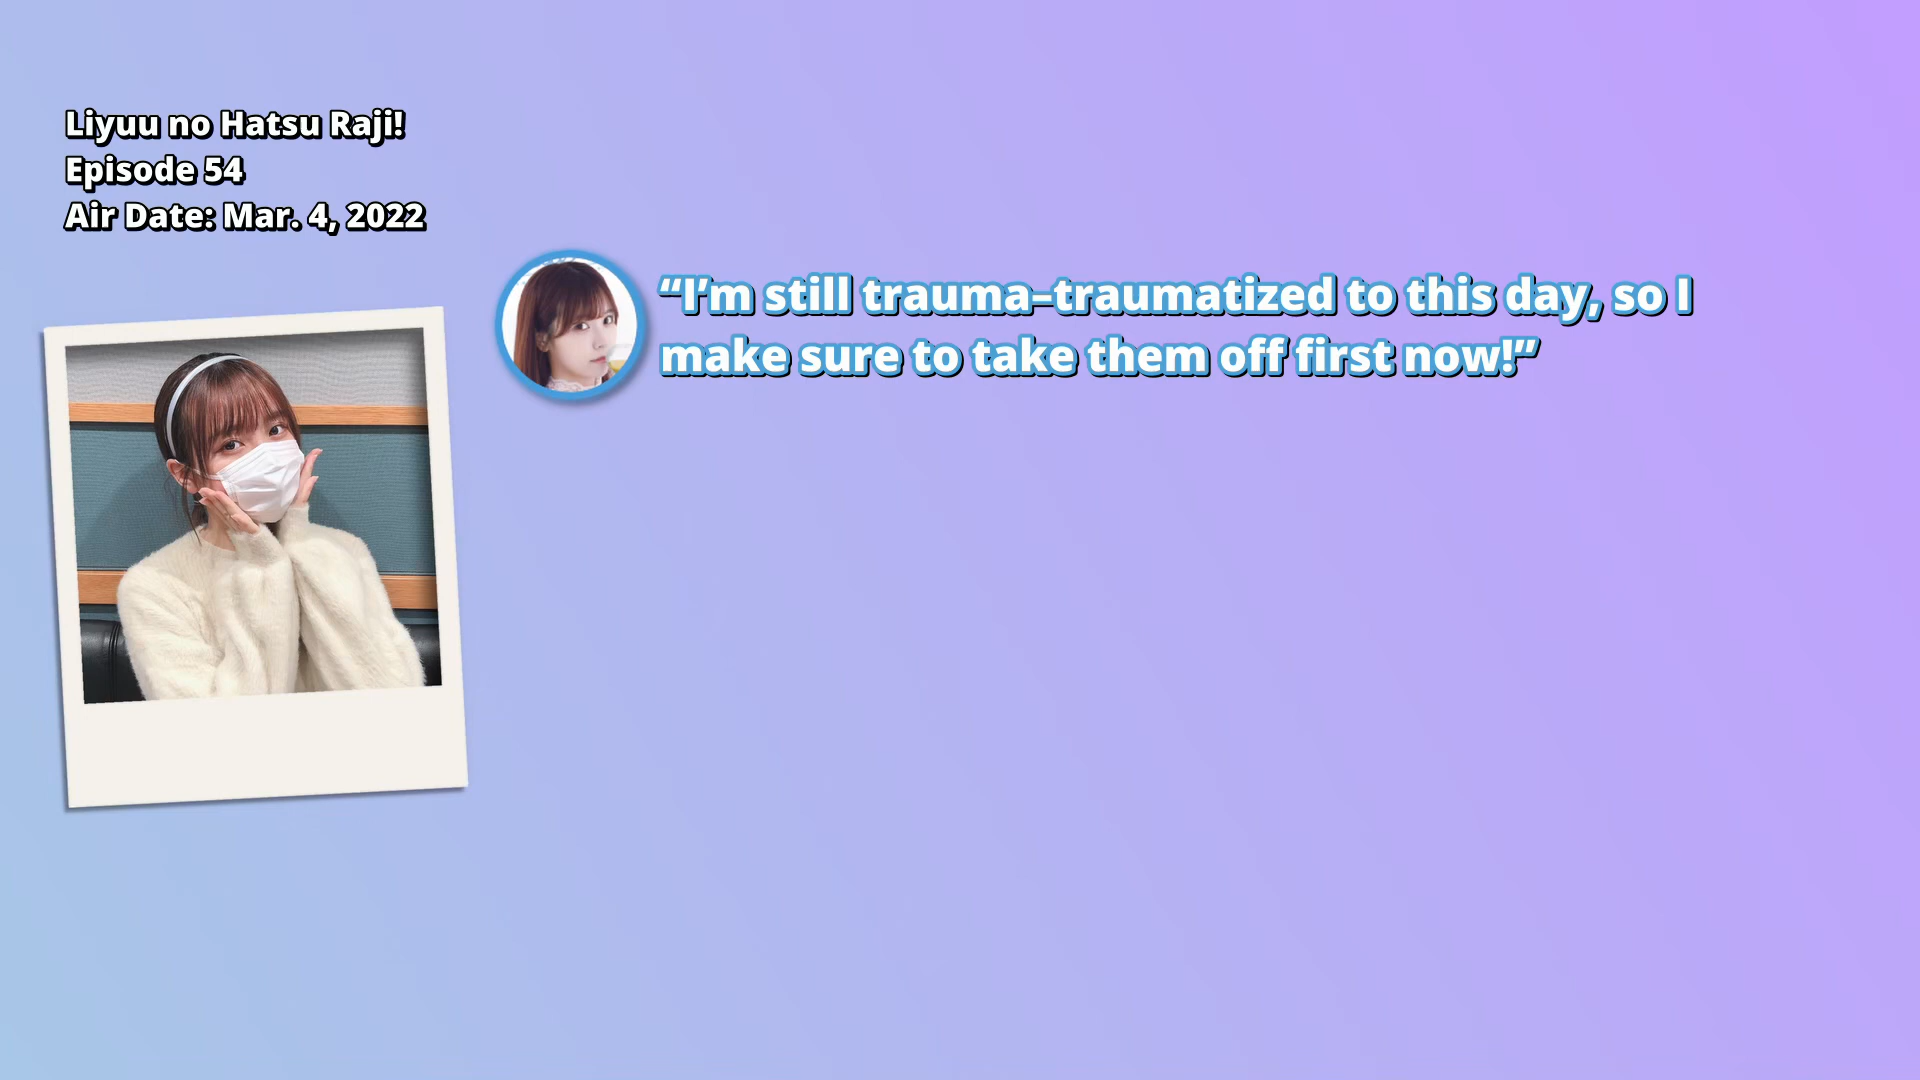 Liyuu no Hatsu Raji!
Episode 54
Air Date: Mar. 4, 2022
“I’m still trauma–traumatized to this day, so I
make sure to take them off first now!”